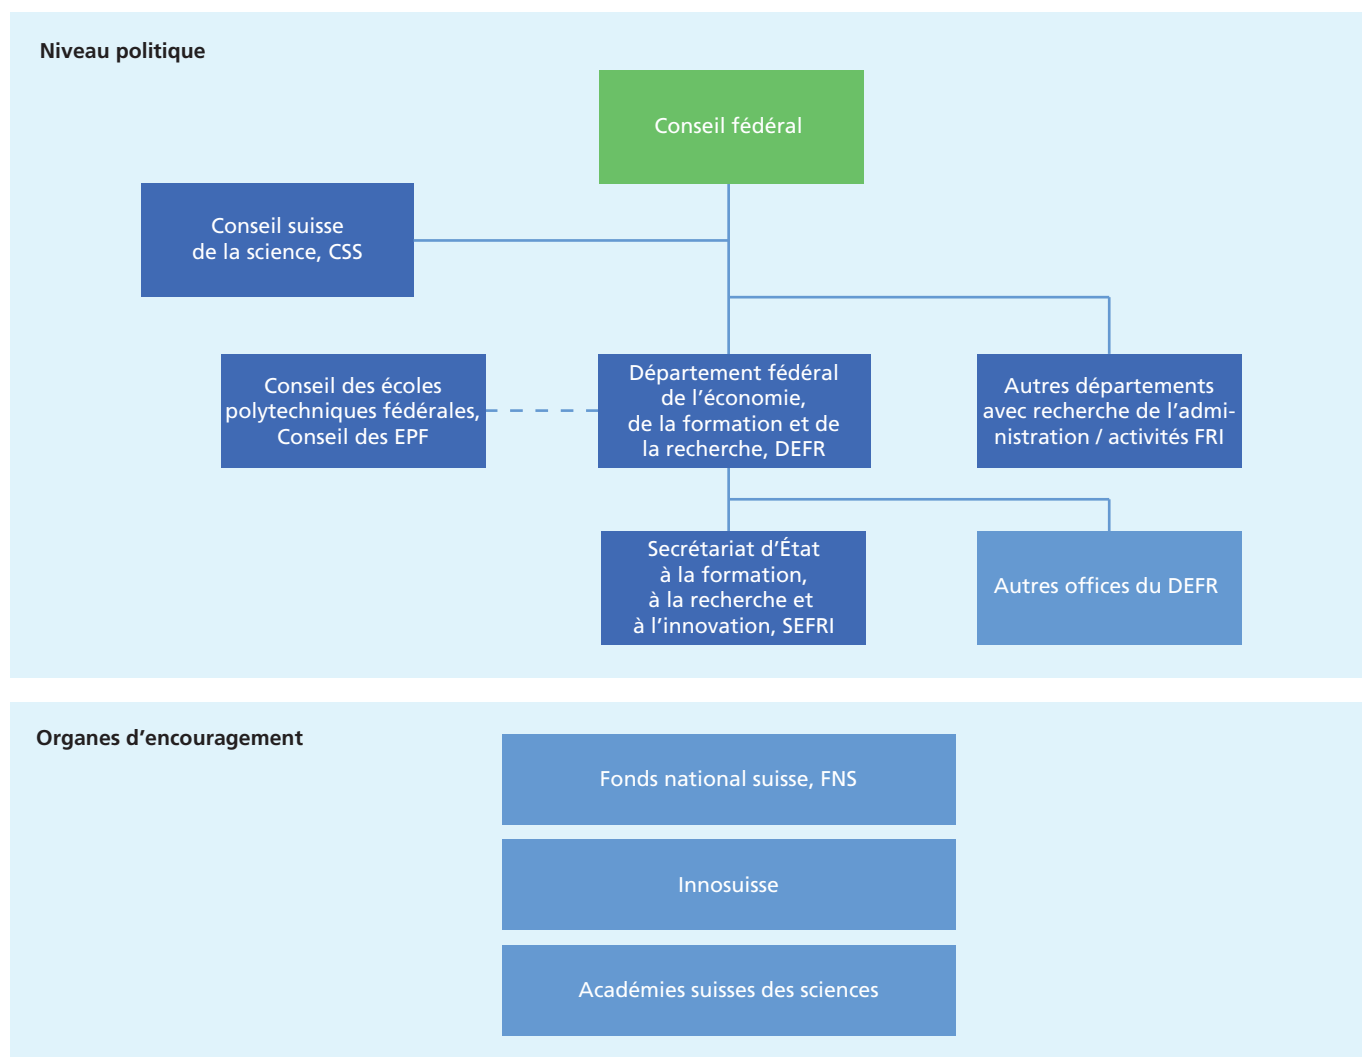 Niveau politique
Conseil fédéral
Conseil suisse
de la science, CSS
Conseil des écoles
polytechniques fédérales,
Conseil des EPF
Département fédéral
de l’économie,
de la formation et de
la recherche, DEFR
Autres départements
avec recherche de l’admi-
nistration / activités FRI
Secrétariat d’État
à la formation,
à la recherche et
à l’innovation, SEFRI
Autres offices du DEFR
Organes d’encouragement
Fonds national suisse, FNS
Innosuisse
Académies suisses des sciences